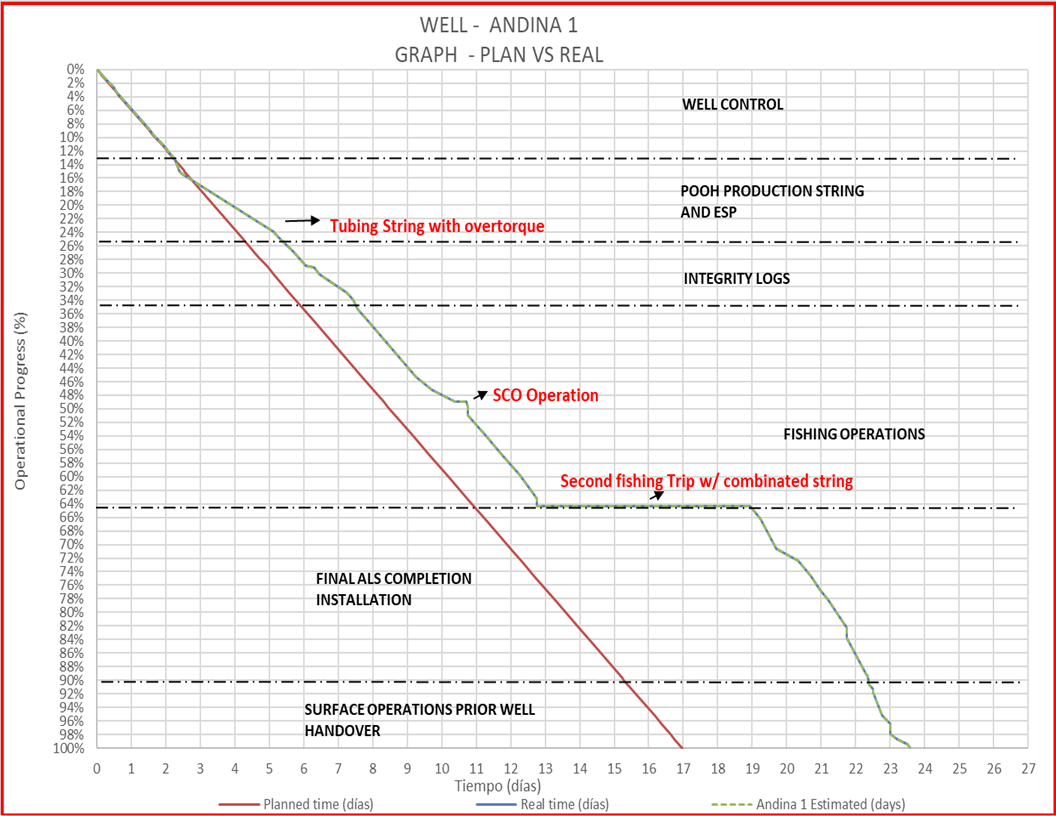 WELL - ANDINA 1
GRAPH - PLAN VS REAL
0%
2%
4%
6%
8%
10%
12%
14%
16%
18%
20%
22%
24%
26%
28%
30%
32%
34%
36%
38%
40%
42%
44%
46%
48%
50%
52%
54%
56%
58%
60%
62%
64%
66%
68%
70%
72%
74%
76%
78%
80%
82%
84%
86%
88%
90%
92%
94%
96%
98%
100%
Operational Progress (%)
WELL CONTROL
POOH PRODUCTION STRING
AND ESP
Tubing String with overtorque
INTEGRITY LOGS
SCO Operation
FISHING OPERATIONS
Second fishing Trip w/ combinated string
FINAL ALS COMPLETION
INSTALLATION
SURFACE OPERATIONS PRIOR WELL
HANDOVER
0 1 2 3 4 5 6 7 8 9 10 11 12 13 14 15 16 17 18 19 20 21 22 23 24 25 26 27
Tiempo (días)
Planned time (días) Real time (días) Andina 1 Estimated (days)